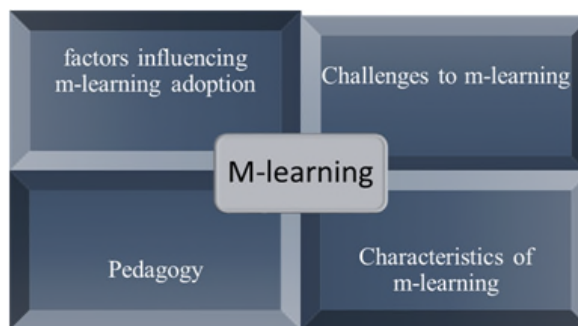 factors influencing
m-learning adoption
Challenges to m-learning
M-learning
Pedagogy
Characteristics of
m-learning